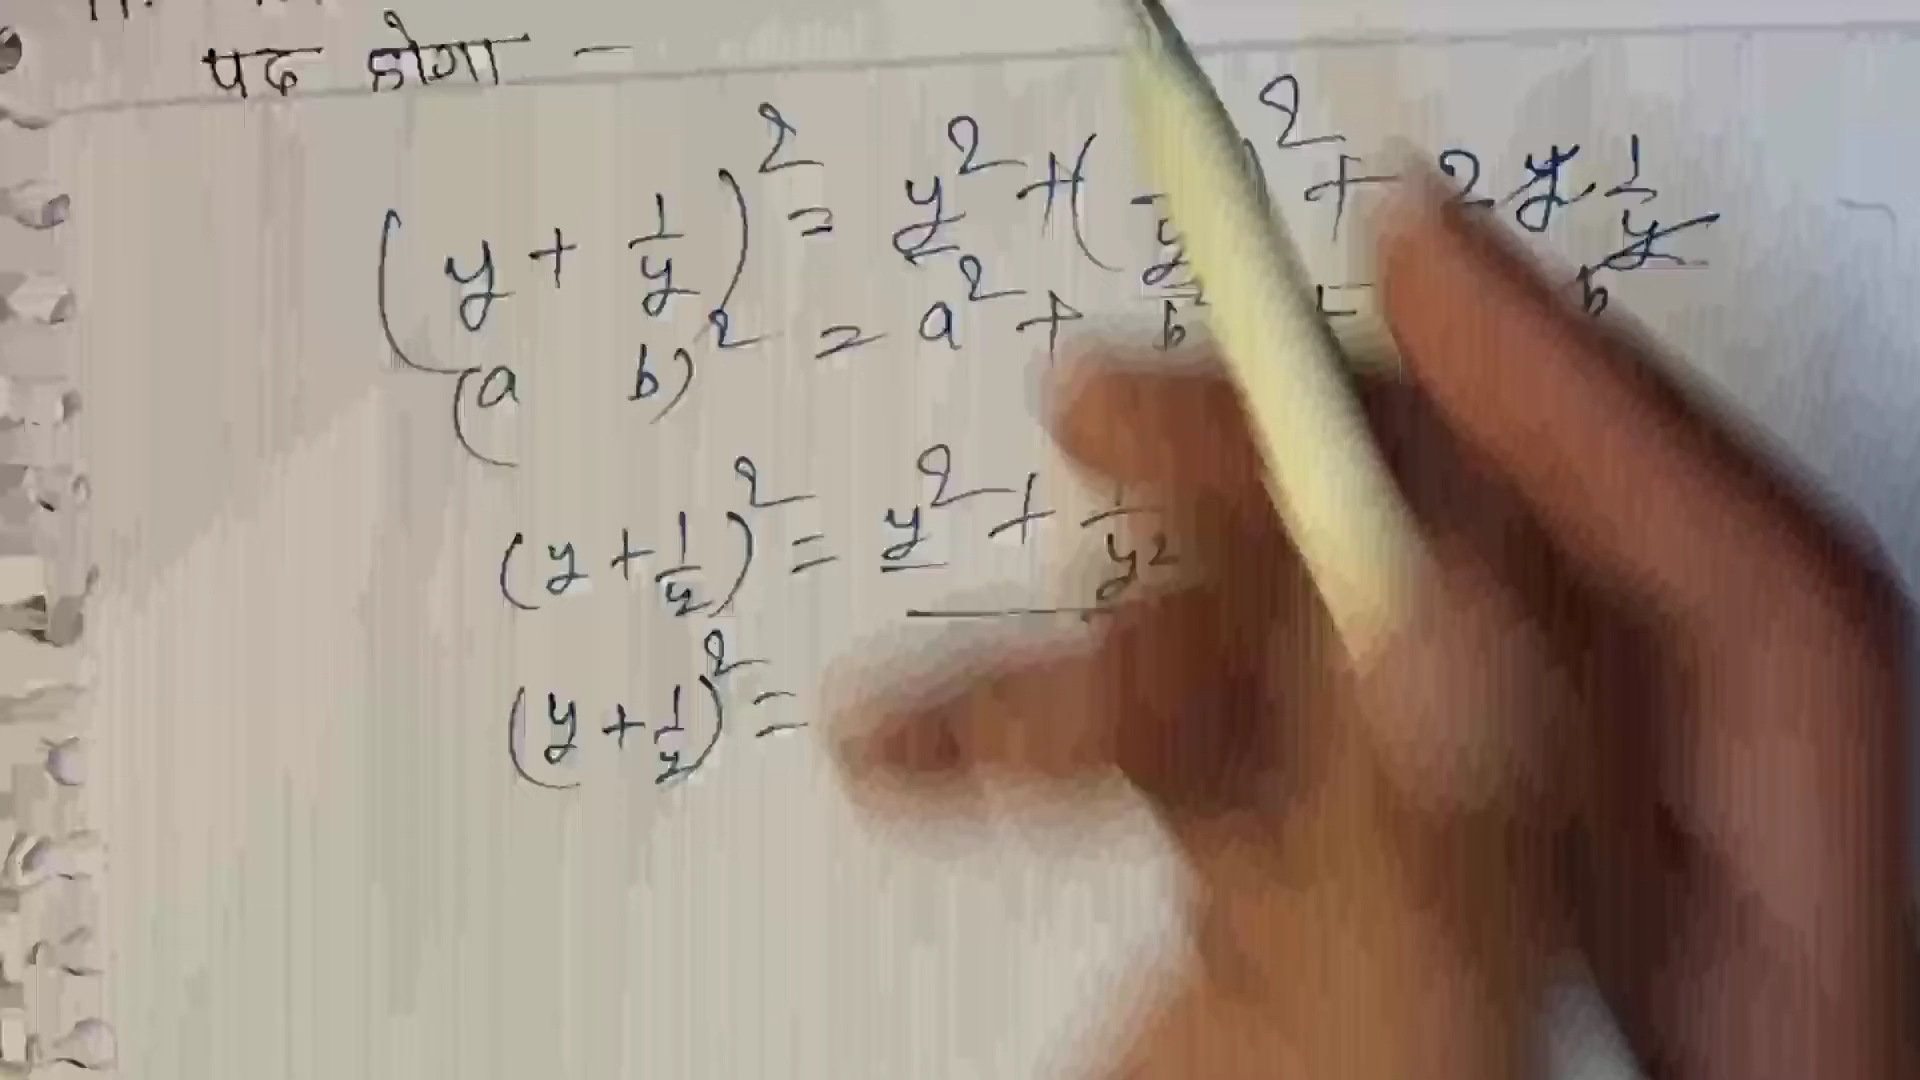 पद होगा -
(y + 1/y)² = y² + ( 1/y ² + 2 y 1/y
(a b)² = a² + b b
(y + 1/y)² = y² + 1/y2
(y + 1/y)² =